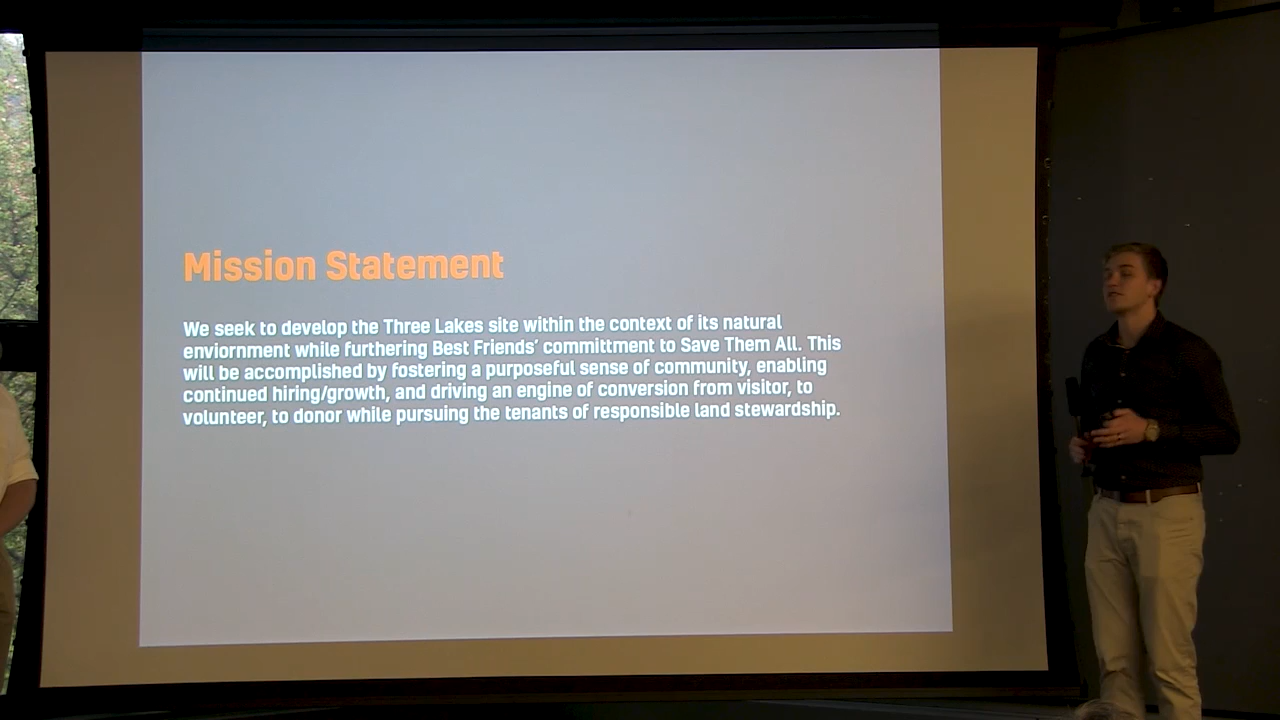 Mission Statement
We seek to develop the Three Lakes site within the context of its natural
enviornment while furthering Best Friends' committment to Save Them All. This
will be accomplished by fostering a purposeful sense of community, enabling
continued hiring/growth, and driving an engine of conversion from visitor, to
volunteer, to donor while pursuing the tenants of responsible land stewardship.